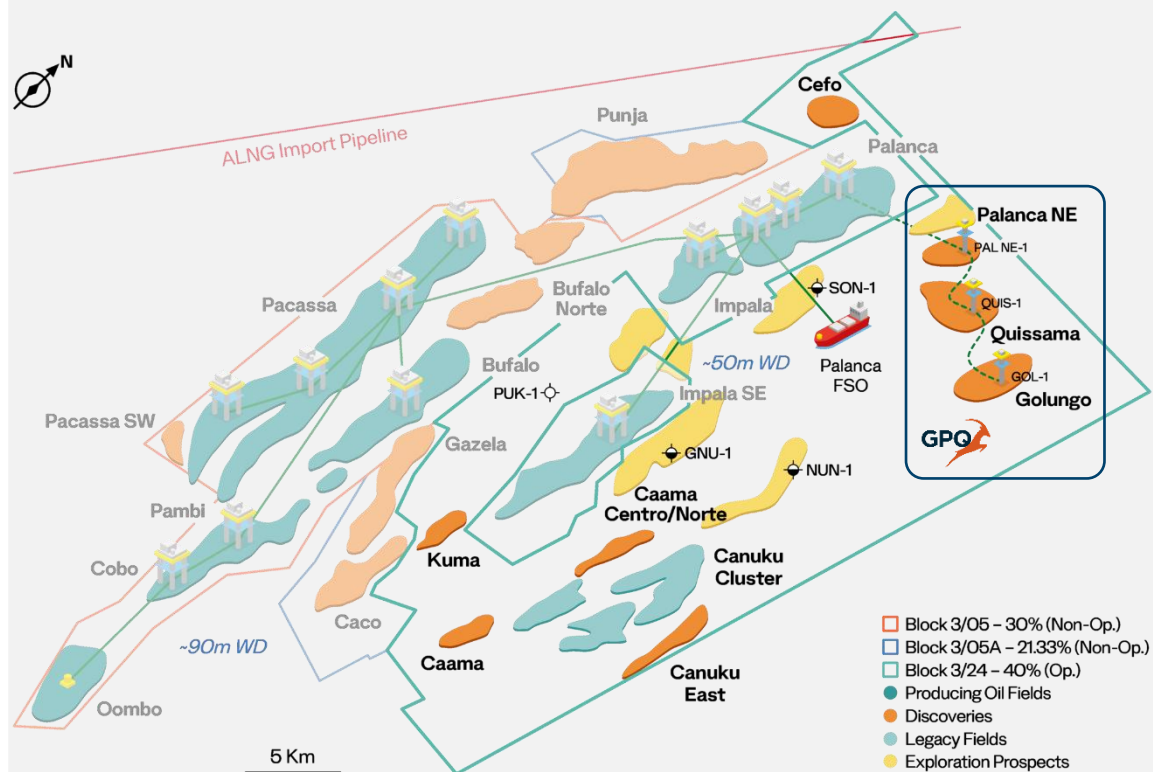 N
Cefo
Punja
ALNG Import Pipeline
Palanca
Palanca NE
PAL NE-1
Pacassa
Bufalo
Norte
SON-1
Impala
QUIS-1
Quissama
Palanca
FSO
~50m WD
Bufalo
PUK-1
Impala SE
GOL-1
Golungo
Pacassa SW
Gazela
GNU-1
GPQ
NUN-1
Caama
Centro/Norte
Pambi
Kuma
Canuku
Cluster
Cobo
Caco
~90m WD
Caama
Canuku
East
Oombo
5 Km
Block 3/05 – 30% (Non-Op.)
Block 3/05A – 21.33% (Non-Op.)
Block 3/24 – 40% (Op.)
Producing Oil Fields
Discoveries
Legacy Fields
Exploration Prospects